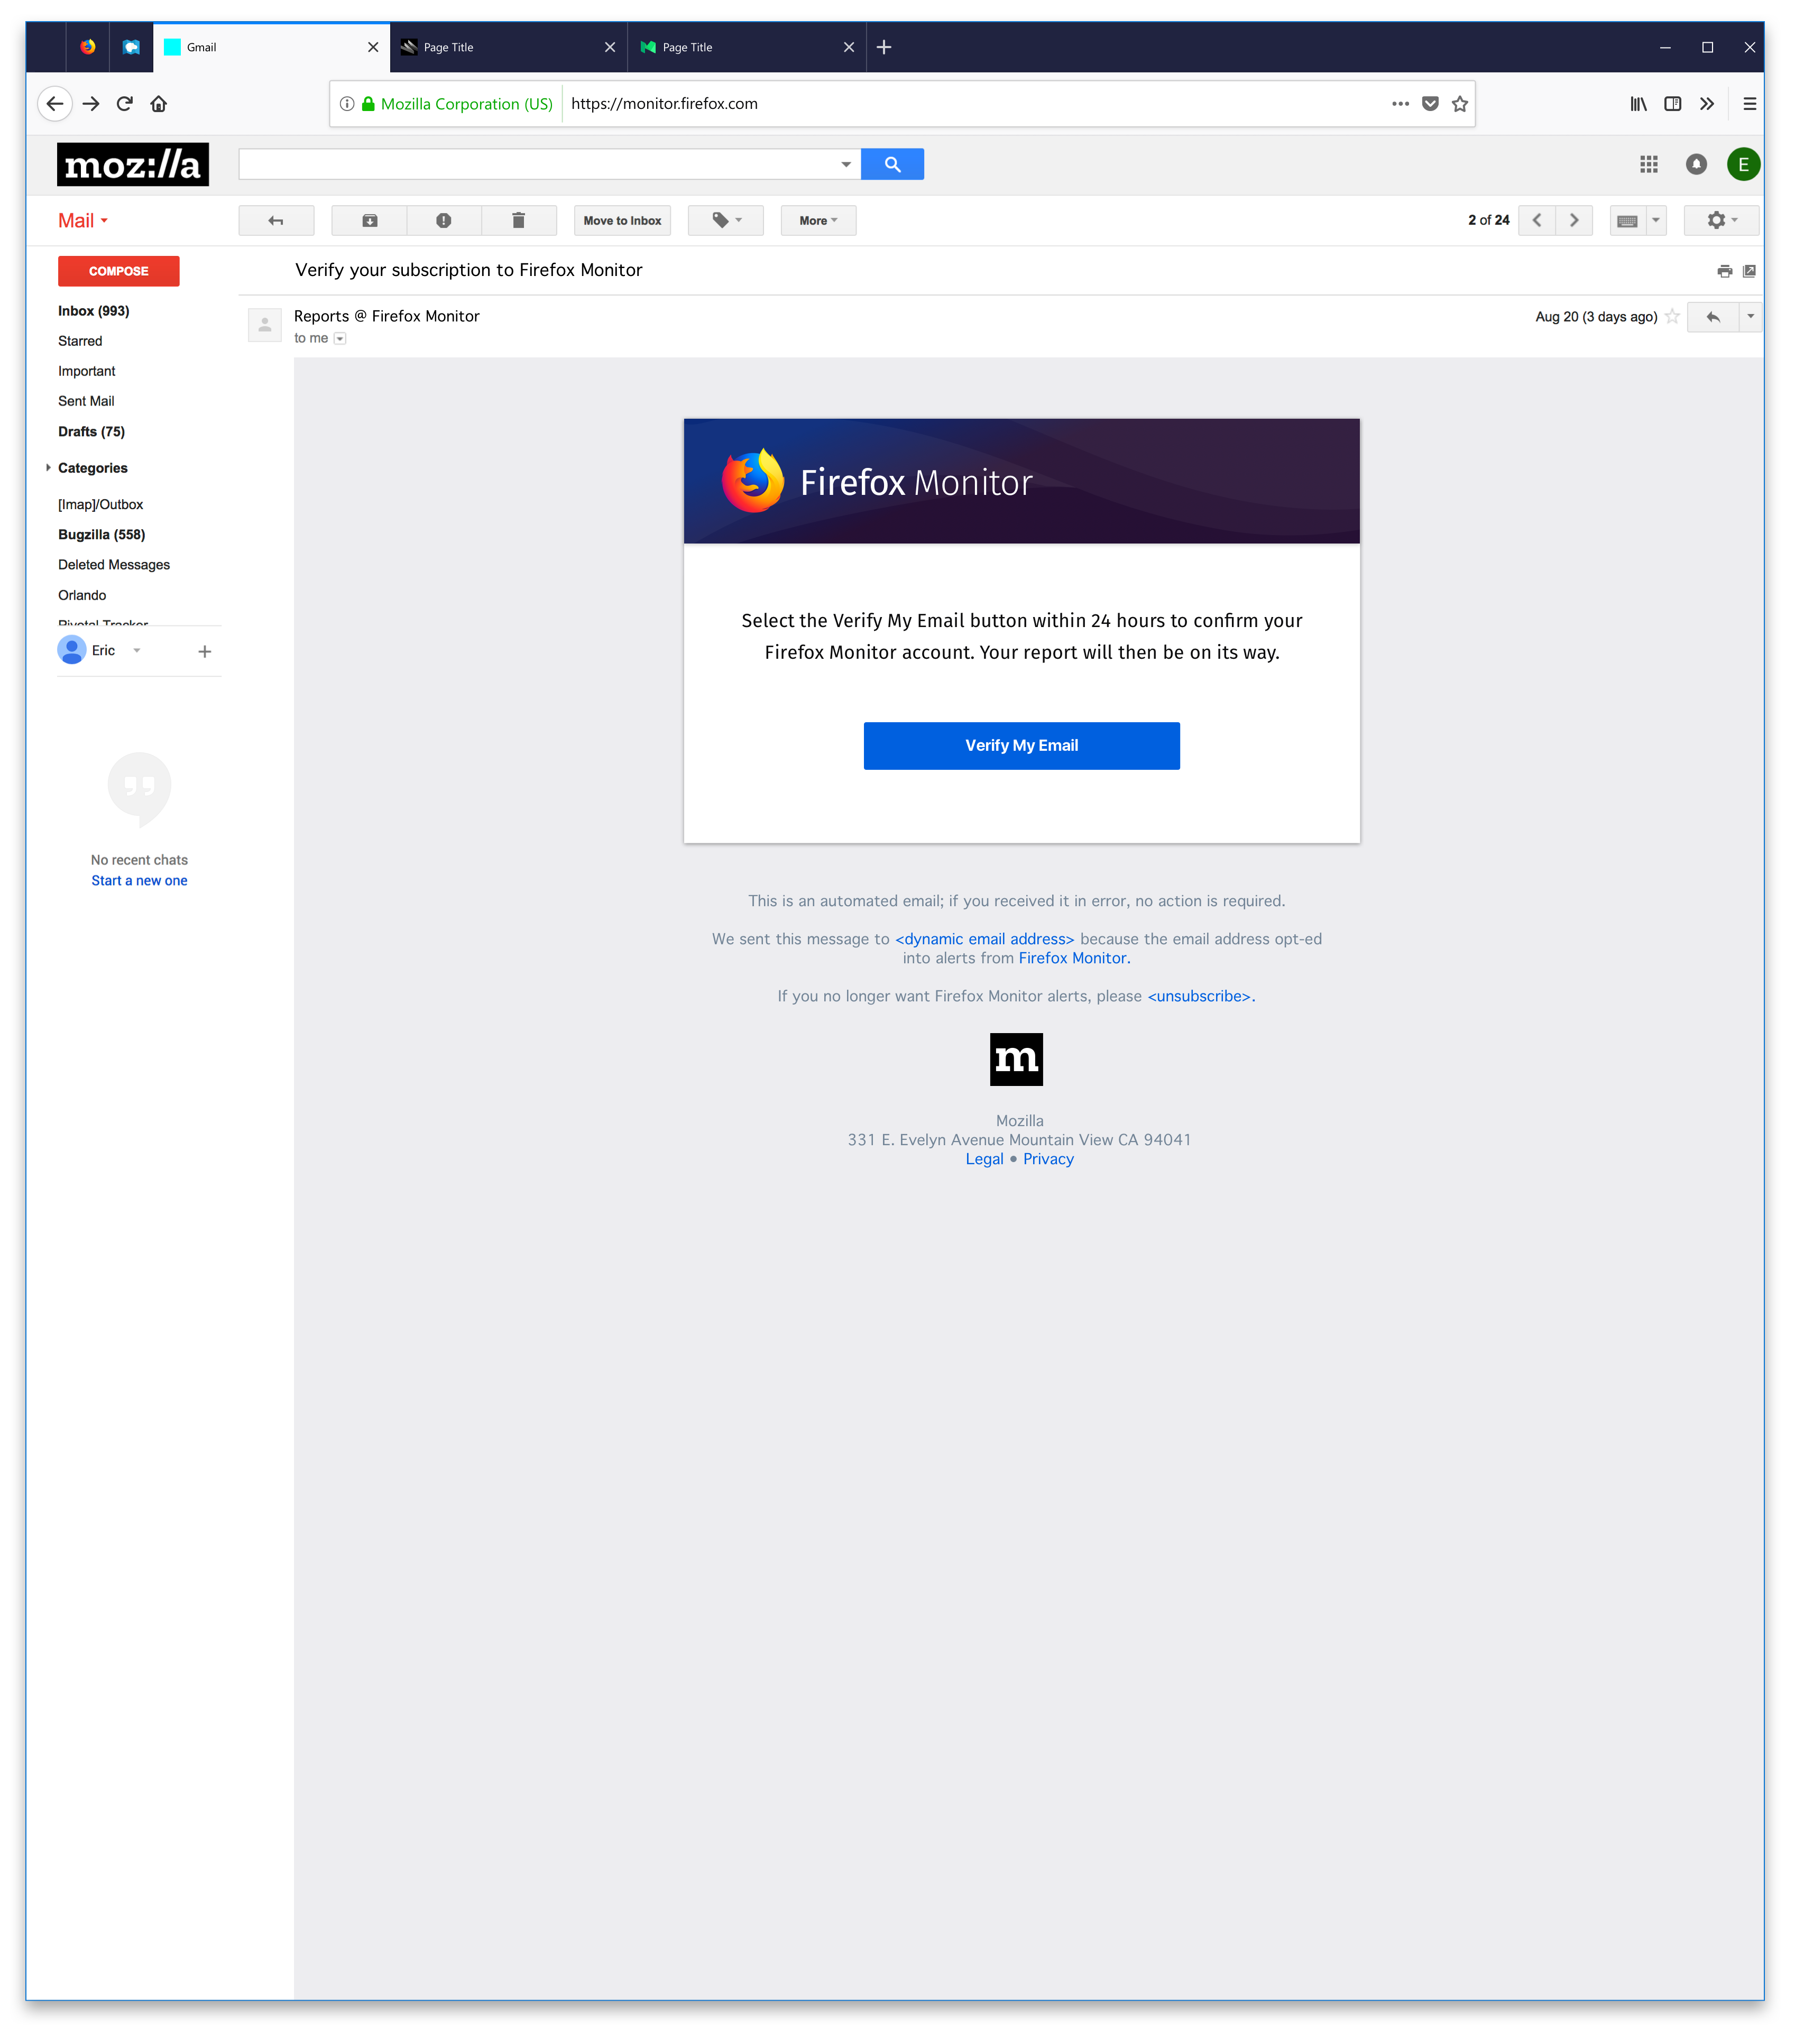 Gmail
Page Title
Page Title
Mozilla Corporation (US)
https://monitor.firefox.com
moz://a
E
Mail
Move to Inbox
More
2 of 24
COMPOSE
Verify your subscription to Firefox Monitor
Inbox (993)
Starred
Important
Sent Mail
Drafts (75)
Categories
[Imap]/Outbox
Bugzilla (558)
Deleted Messages
Orlando
Pivotal Tracker
Eric
No recent chats
Start a new one
Reports @ Firefox Monitor
Aug 20 (3 days ago)
to me
Firefox Monitor
Select the Verify My Email button within 24 hours to confirm your
Firefox Monitor account. Your report will then be on its way.
Verify My Email
This is an automated email; if you received it in error, no action is required.
We sent this message to <dynamic email address> because the email address opt-ed
into alerts from Firefox Monitor.
If you no longer want Firefox Monitor alerts, please <unsubscribe>.
m
Mozilla
331 E. Evelyn Avenue Mountain View CA 94041
Legal • Privacy